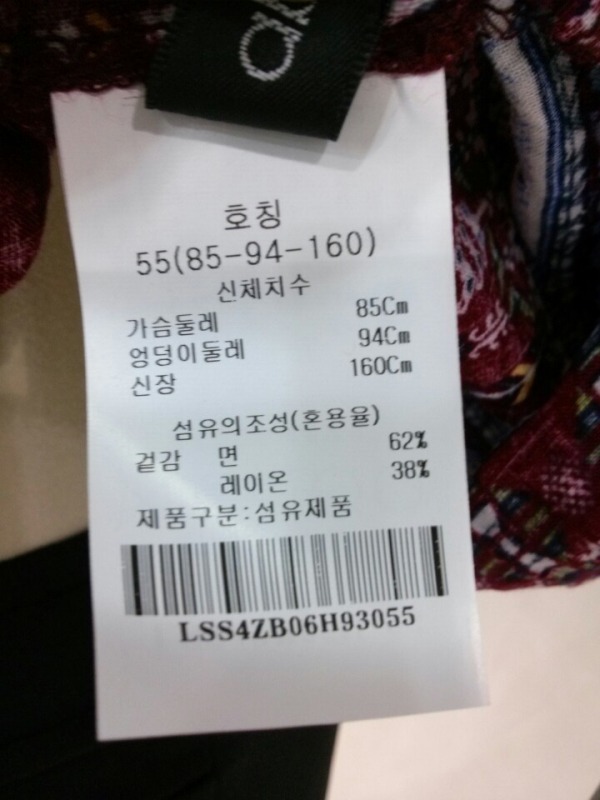 호칭
55(85-94-160)
신체치수
가슴둘레 85Cm
엉덩이둘레 94Cm
신장 160Cm
섬유의조성(혼용율)
겉감 면 62%
레이온 38%
제품구분:섬유제품
LSS4ZB06H93055